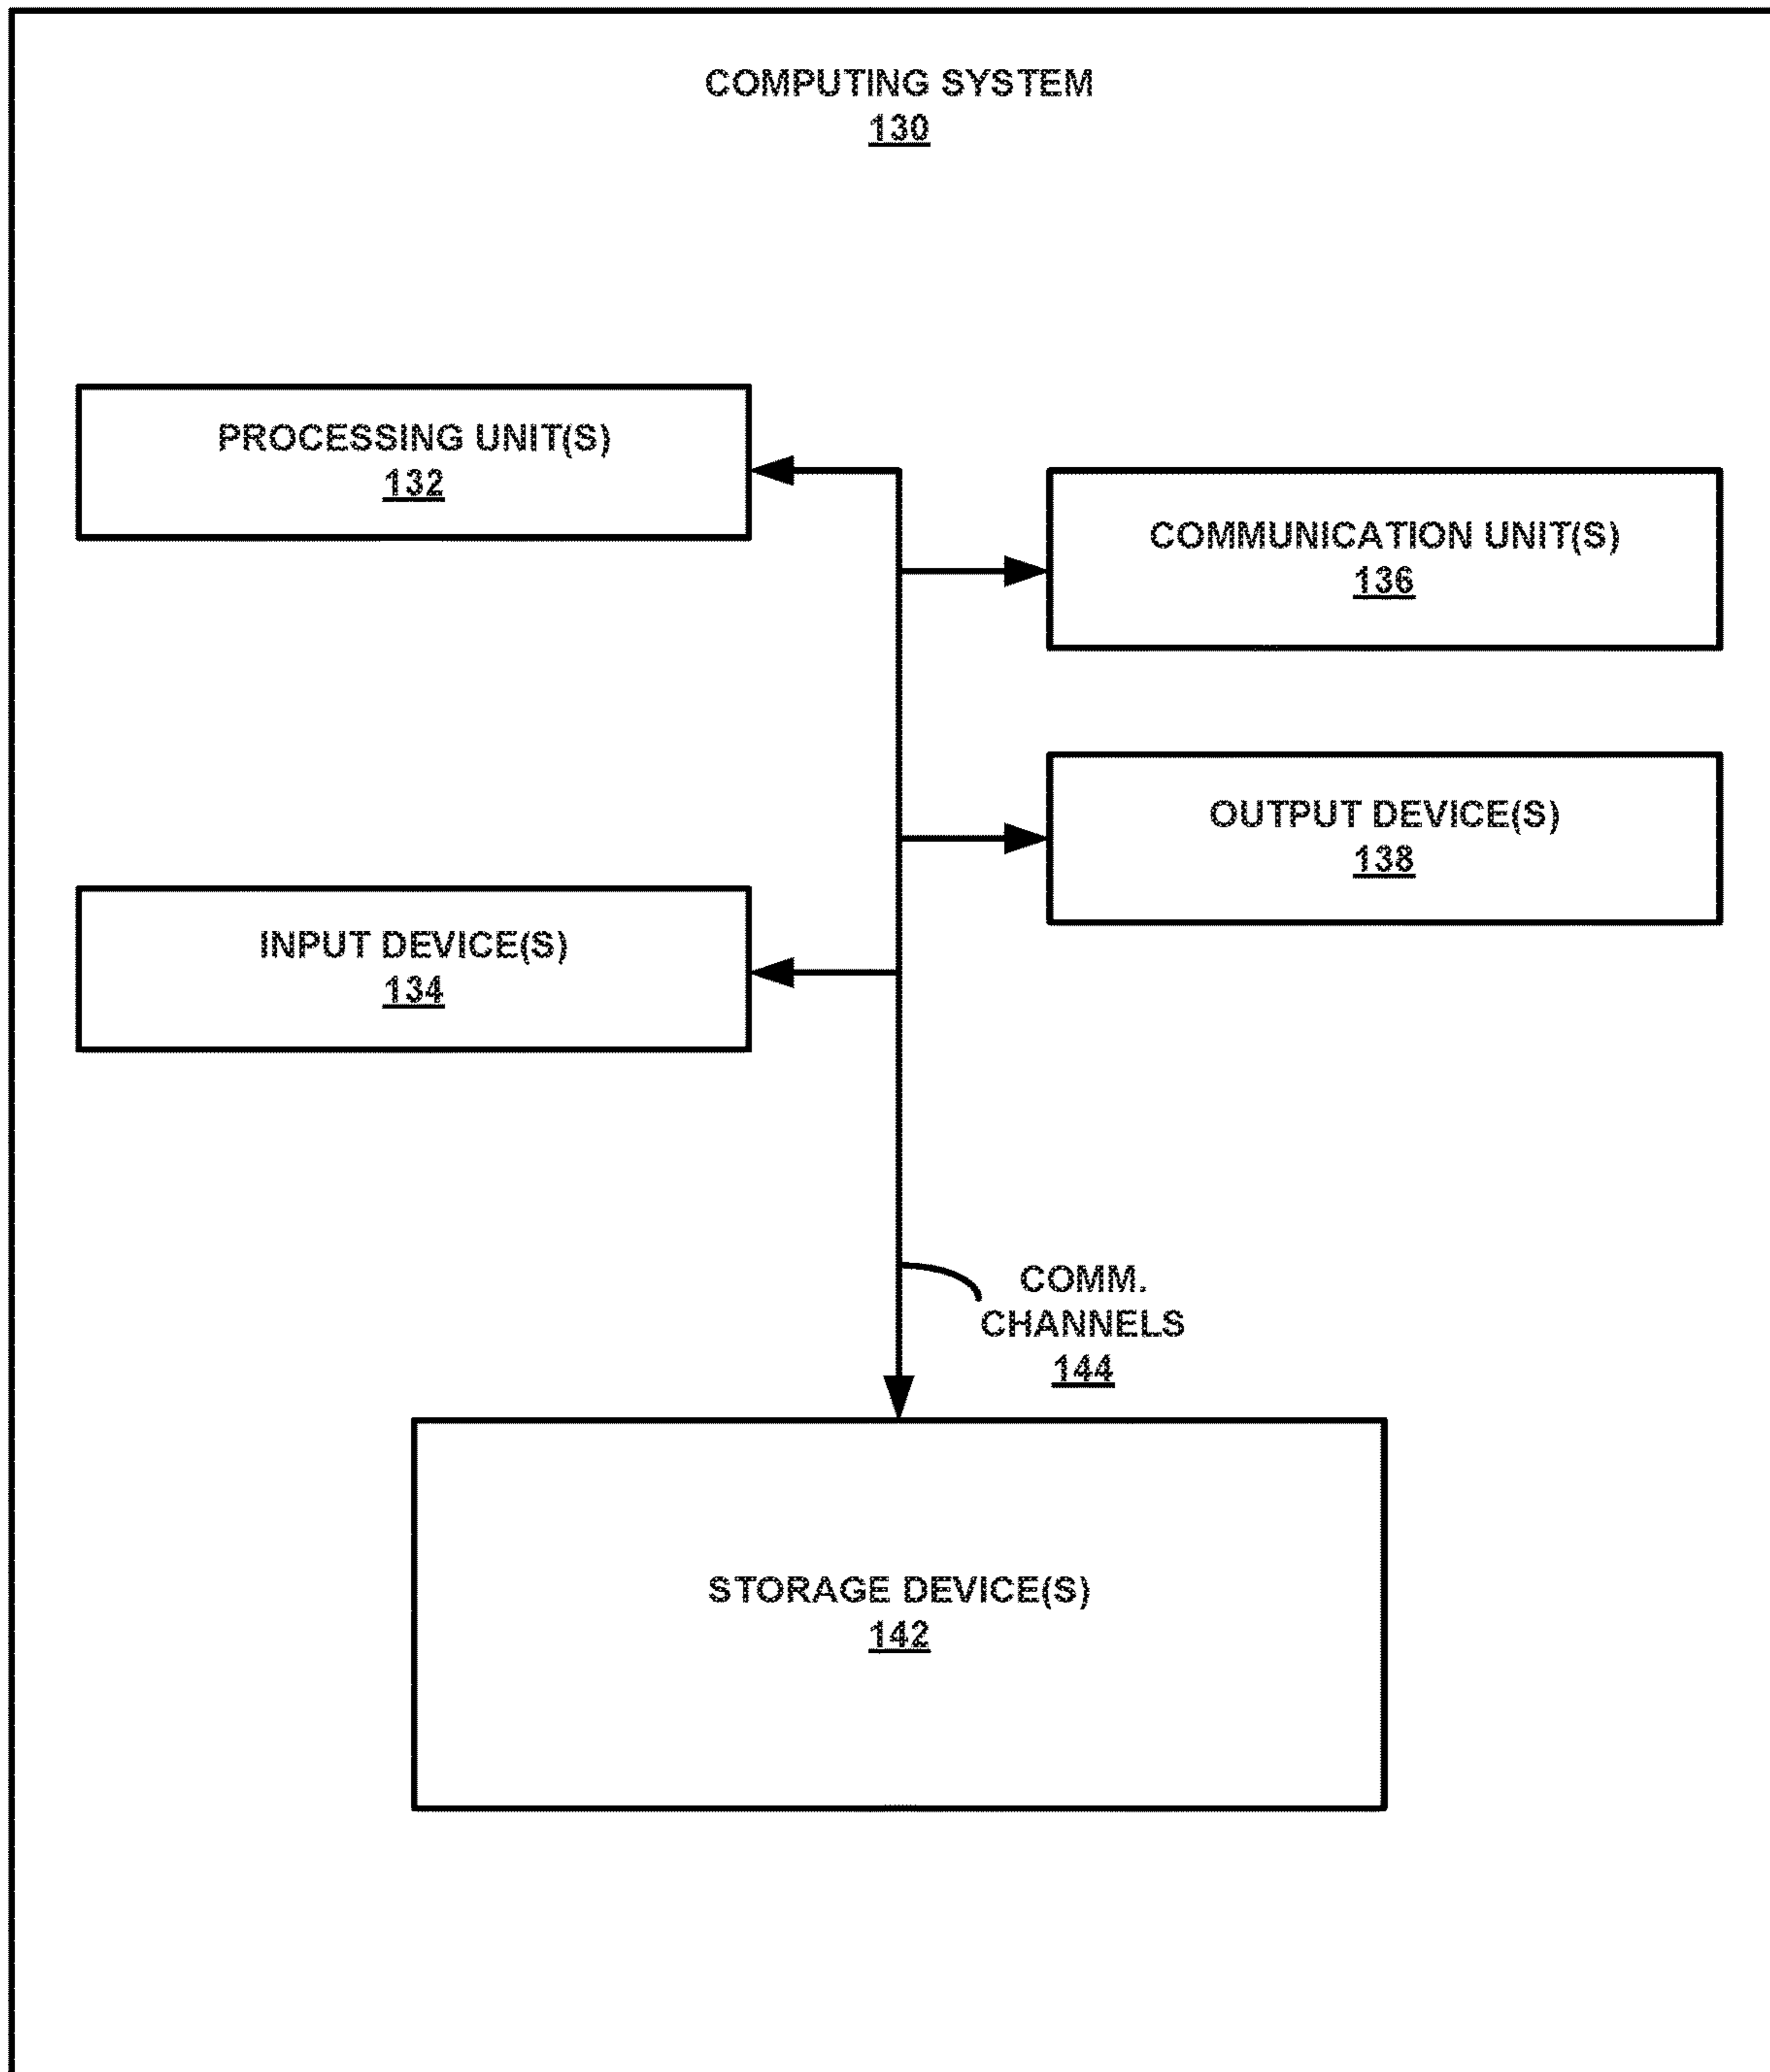 COMPUTING SYSTEM
130
PROCESSING UNIT(S)
132
COMMUNICATION UNIT(S)
136
OUTPUT DEVICE(S)
138
INPUT DEVICE(S)
134
COMM.
CHANNELS
144
STORAGE DEVICE(S)
142